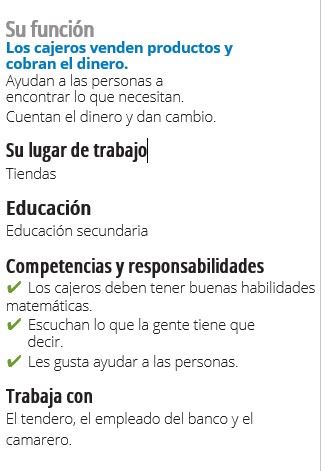 Su función
Los cajeros venden productos y
cobran el dinero.
Ayudan a las personas a
encontrar lo que necesitan.
Cuentan el dinero y dan cambio.
Su lugar de trabajo
Tiendas
Educación
Educación secundaria
Competencias y responsabilidades
✔ Los cajeros deben tener buenas habilidades
matemáticas.
✔ Escuchan lo que la gente tiene que
decir.
✔ Les gusta ayudar a las personas.
Trabaja con
El tendero, el empleado del banco y el
camarero.